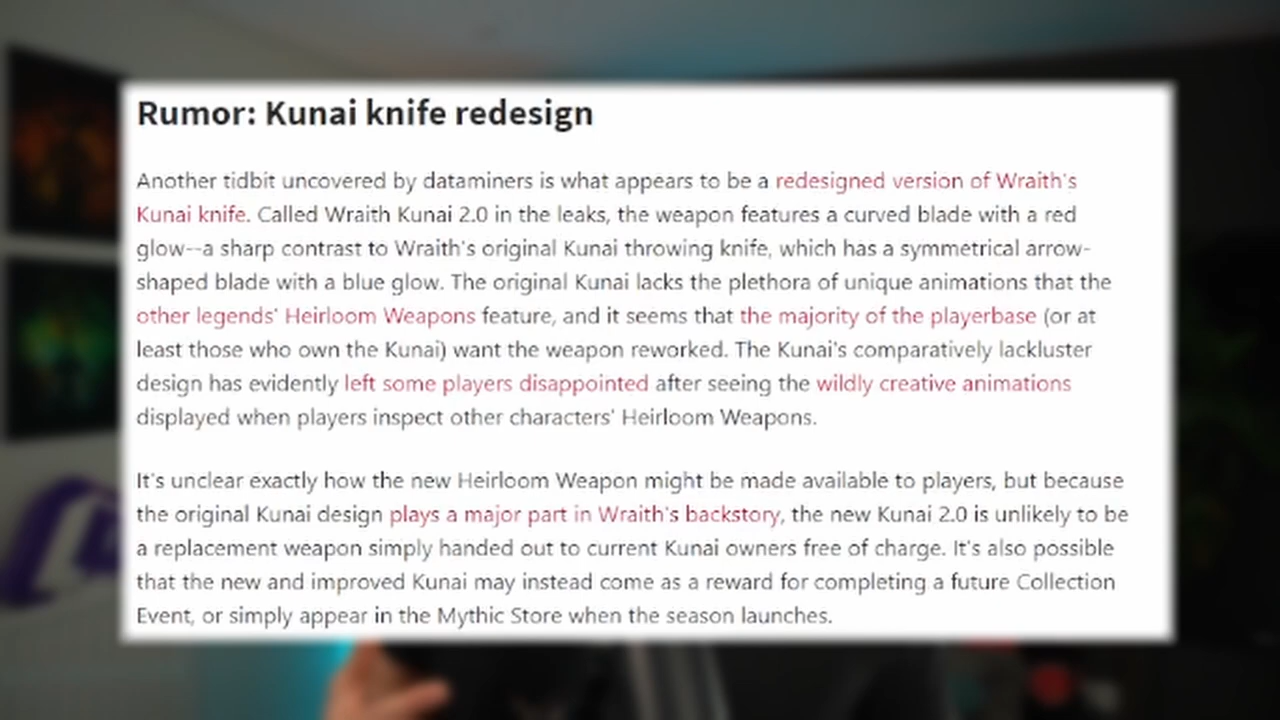 Rumor: Kunai knife redesign
Another tidbit uncovered by dataminers is what appears to be a redesigned version of Wraith's
Kunai knife. Called Wraith Kunai 2.0 in the leaks, the weapon features a curved blade with a red
glow--a sharp contrast to Wraith's original Kunai throwing knife, which has a symmetrical arrow-
shaped blade with a blue glow. The original Kunai lacks the plethora of unique animations that the
other legends' Heirloom Weapons feature, and it seems that the majority of the playerbase (or at
least those who own the Kunai) want the weapon reworked. The Kunai's comparatively lackluster
design has evidently left some players disappointed after seeing the wildly creative animations
displayed when players inspect other characters' Heirloom Weapons.
It's unclear exactly how the new Heirloom Weapon might be made available to players, but because
the original Kunai design plays a major part in Wraith's backstory, the new Kunai 2.0 is unlikely to be
a replacement weapon simply handed out to current Kunai owners free of charge. It's also possible
that the new and improved Kunai may instead come as a reward for completing a future Collection
Event, or simply appear in the Mythic Store when the season launches.